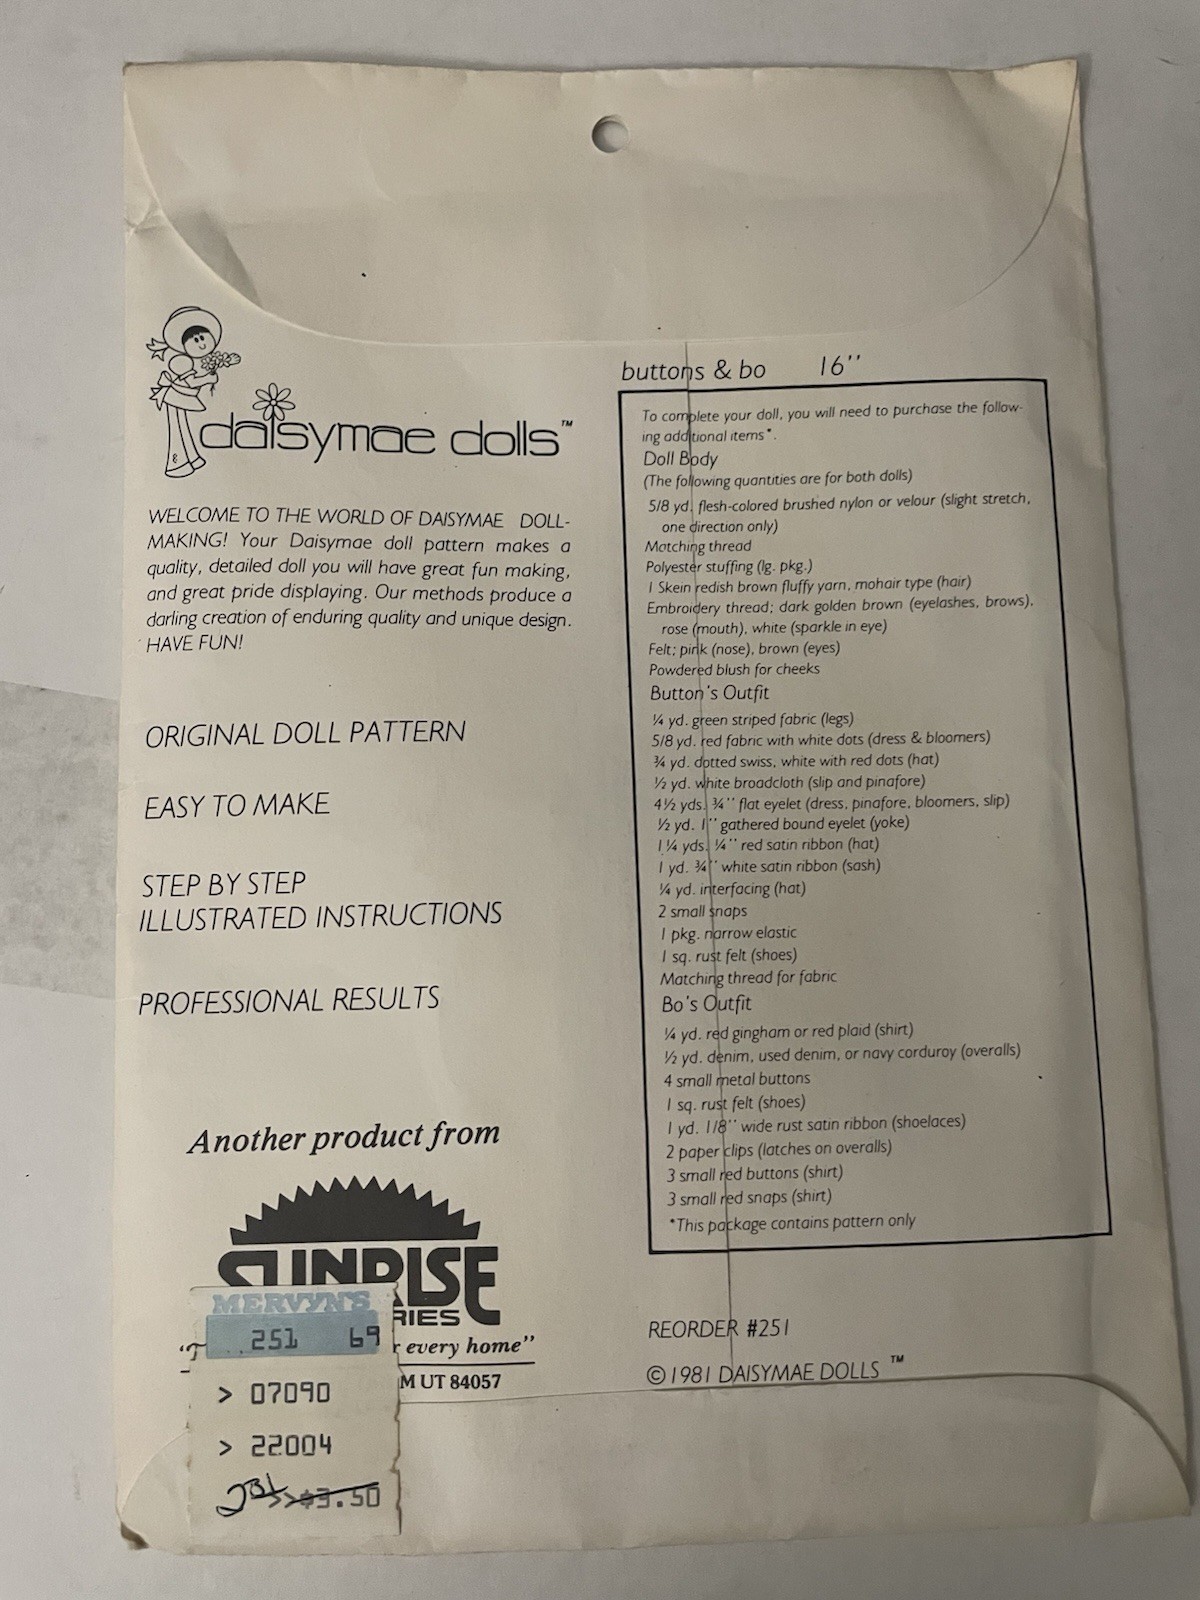 daisymae dolls™
WELCOME TO THE WORLD OF DAISYMAE DOLL-
MAKING! Your Daisymae doll pattern makes a
quality, detailed doll you will have great fun making,
and great pride displaying. Our methods produce a
darling creation of enduring quality and unique design.
HAVE FUN!
ORIGINAL DOLL PATTERN
EASY TO MAKE
STEP BY STEP
ILLUSTRATED INSTRUCTIONS
PROFESSIONAL RESULTS
Another product from
SUNRISE
RIES
every home”
M UT 84057
MERVYN'S
251 69
> 07090
> 22004
>>$3.50
buttons & bo 16''
To complete your doll, you will need to purchase the follow-
ing additional items*.
Doll Body
(The following quantities are for both dolls)
5/8 yd. flesh-colored brushed nylon or velour (slight stretch,
one direction only)
Matching thread
Polyester stuffing (lg. pkg.)
1 Skein redish brown fluffy yarn, mohair type (hair)
Embroidery thread; dark golden brown (eyelashes, brows),
rose (mouth), white (sparkle in eye)
Felt; pink (nose), brown (eyes)
Powdered blush for cheeks
Button's Outfit
¼ yd. green striped fabric (legs)
5/8 yd. red fabric with white dots (dress & bloomers)
¾ yd. dotted swiss, white with red dots (hat)
½ yd. white broadcloth (slip and pinafore)
4½ yds. ¾'' flat eyelet (dress, pinafore, bloomers, slip)
½ yd. 1'' gathered bound eyelet (yoke)
1¼ yds. ¼'' red satin ribbon (hat)
1 yd. ¾'' white satin ribbon (sash)
¼ yd. interfacing (hat)
2 small snaps
1 pkg. narrow elastic
1 sq. rust felt (shoes)
Matching thread for fabric
Bo's Outfit
¼ yd. red gingham or red plaid (shirt)
½ yd. denim, used denim, or navy corduroy (overalls)
4 small metal buttons
1 sq. rust felt (shoes)
1 yd. 1/8'' wide rust satin ribbon (shoelaces)
2 paper clips (latches on overalls)
3 small red buttons (shirt)
3 small red snaps (shirt)
*This package contains pattern only
REORDER #251
© 1981 DAISYMAE DOLLS ™